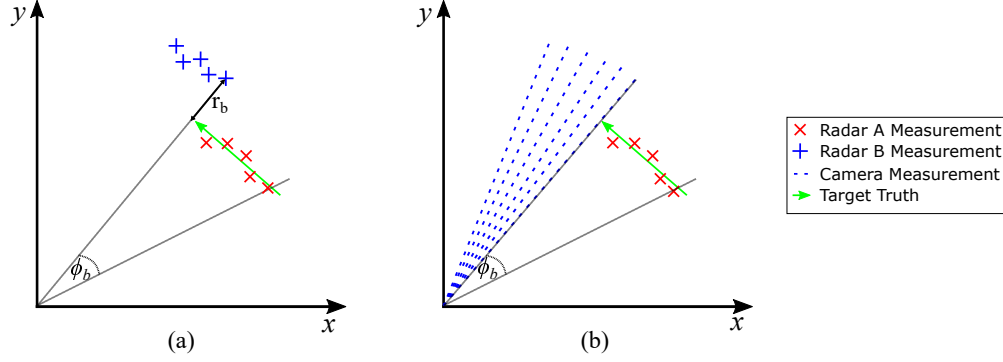 y
r_b
ϕ_b
x
(a)
y
ϕ_b
x
(b)
Radar A Measurement
Radar B Measurement
Camera Measurement
Target Truth